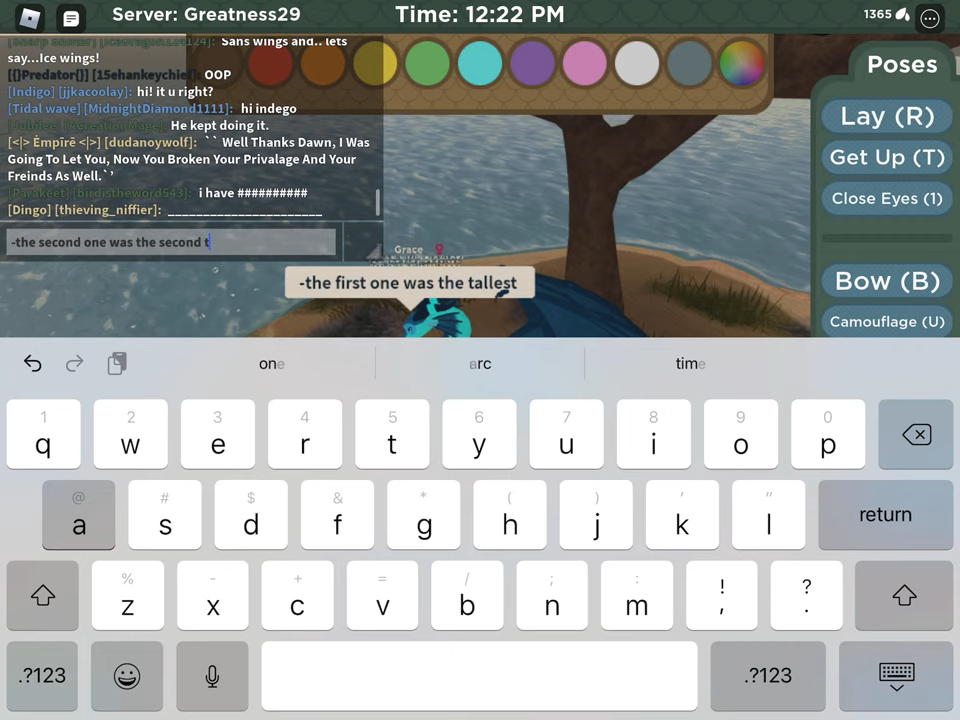 Server: Greatness29
Time: 12:22 PM
1365
Sans wings and.. lets
say...Ice wings!
[{}Predator{}] [15ehankeychief]: OOP
[Indigo] [jjkacoolay]: hi! it u right?
[Tidal wave] [MidnightDiamond1111]: hi indego
He kept doing it.
[<|> Ėmpīrē <|>] [dudanoywolf]: `` Well Thanks Dawn, I Was
Going To Let You, Now You Broken Your Privalage And Your
Freinds As Well.`'
[Parakeet] [birdistheword543]: i have ##########
[Dingo] [thieving_niffier]: ______________________
-the second one was the second t
Grace
-the first one was the tallest
Poses
Lay (R)
Get Up (T)
Close Eyes (1)
Bow (B)
Camouflage (U)
one arc time
1 2 3 4 5 6 7 8 9 0
q w e r t y u i o p
@ # $ & * ( ) ' "
a s d f g h j k l return
% - + = / ; : ! ?
z x c v b n m , .
.?123 .?123